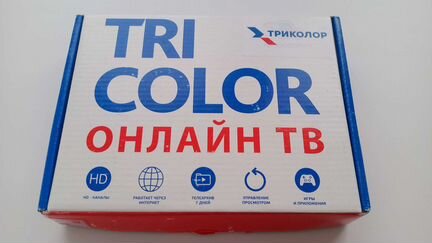 TRI
ТРИКОЛОР
COLOR
ОНЛАЙН ТВ
HD
HD - КАНАЛЫ
РАБОТАЕТ ЧЕРЕЗ
ИНТЕРНЕТ
ТЕЛЕАРХИВ
7 ДНЕЙ
УПРАВЛЕНИЕ
ПРОСМОТРОМ
ИГРЫ
И ПРИЛОЖЕНИЯ